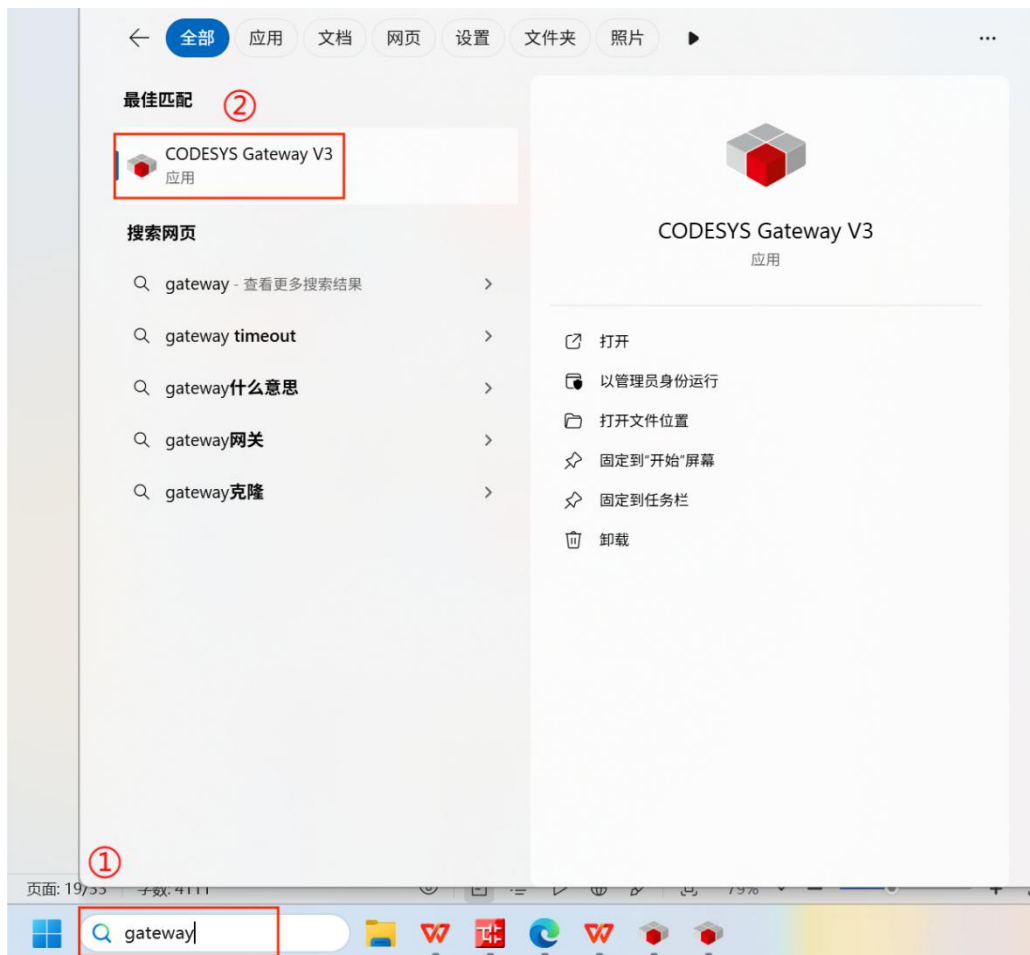 全部 应用 文档 网页 设置 文件夹 照片
最佳匹配 ②
CODESYS Gateway V3
应用
搜索网页
gateway - 查看更多搜索结果
gateway timeout
gateway什么意思
gateway网关
gateway克隆
CODESYS Gateway V3
应用
打开
以管理员身份运行
打开文件位置
固定到"开始"屏幕
固定到任务栏
卸载
①
页面: 19/33 字数: 4111 79%
gateway